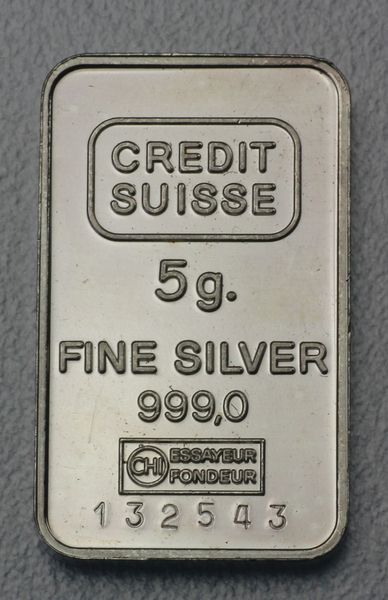 CREDIT
SUISSE
5g.
FINE SILVER
999,0
CHI ESSAYEUR
FONDEUR
132543